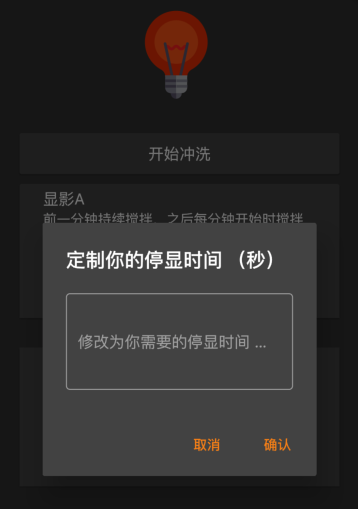 开始冲洗
显影A
前一分钟持续搅拌，之后每分钟开始时搅拌
定制你的停显时间 （秒）
修改为你需要的停显时间 ...
取消
确认